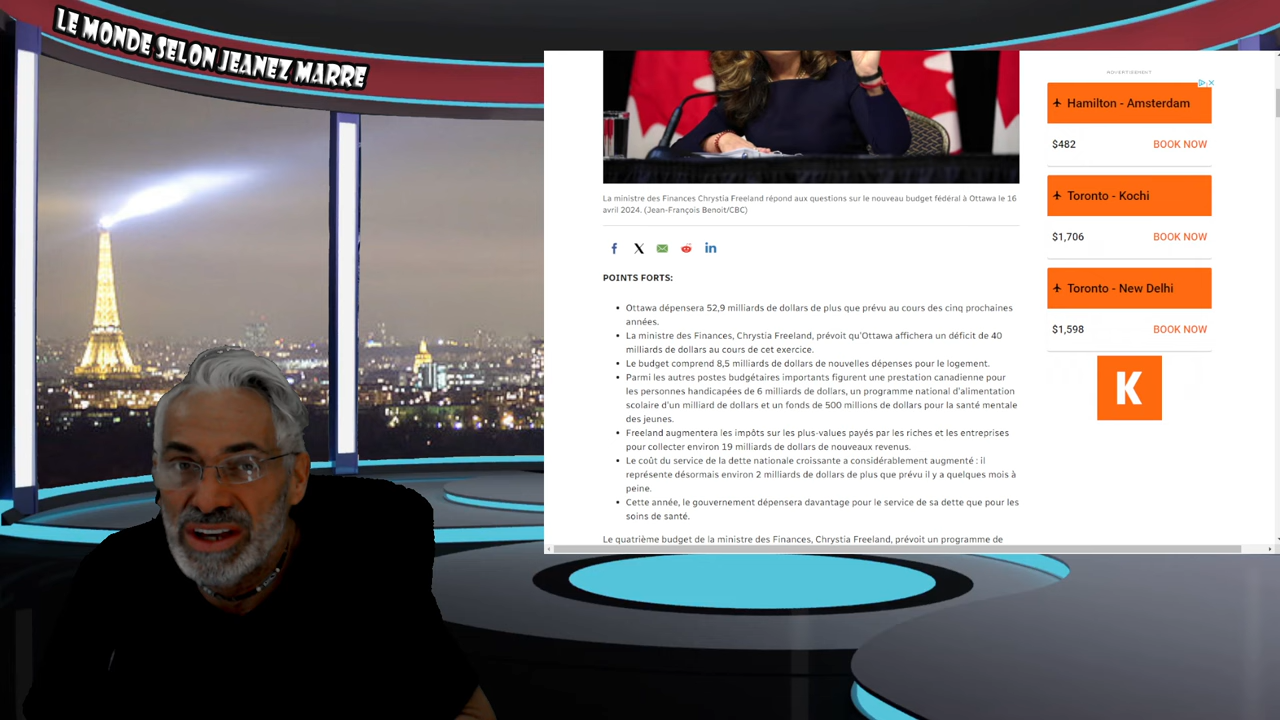 LE MONDE SELON JEANEZ MARRE
La ministre des Finances Chrystia Freeland répond aux questions sur le nouveau budget fédéral à Ottawa le 16
avril 2024. (Jean-François Benoit/CBC)
POINTS FORTS:
Ottawa dépensera 52,9 milliards de dollars de plus que prévu au cours des cinq prochaines
années.
La ministre des Finances, Chrystia Freeland, prévoit qu'Ottawa affichera un déficit de 40
milliards de dollars au cours de cet exercice.
Le budget comprend 8,5 milliards de dollars de nouvelles dépenses pour le logement.
Parmi les autres postes budgétaires importants figurent une prestation canadienne pour
les personnes handicapées de 6 milliards de dollars, un programme national d'alimentation
scolaire d'un milliard de dollars et un fonds de 500 millions de dollars pour la santé mentale
des jeunes.
Freeland augmentera les impôts sur les plus-values payés par les riches et les entreprises
pour collecter environ 19 milliards de dollars de nouveaux revenus.
Le coût du service de la dette nationale croissante a considérablement augmenté : il
représente désormais environ 2 milliards de dollars de plus que prévu il y a quelques mois à
peine.
Cette année, le gouvernement dépensera davantage pour le service de sa dette que pour les
soins de santé.
Le quatrième budget de la ministre des Finances, Chrystia Freeland, prévoit un programme de
ADVERTISEMENT
Hamilton - Amsterdam
$482 BOOK NOW
Toronto - Kochi
$1,706 BOOK NOW
Toronto - New Delhi
$1,598 BOOK NOW
K